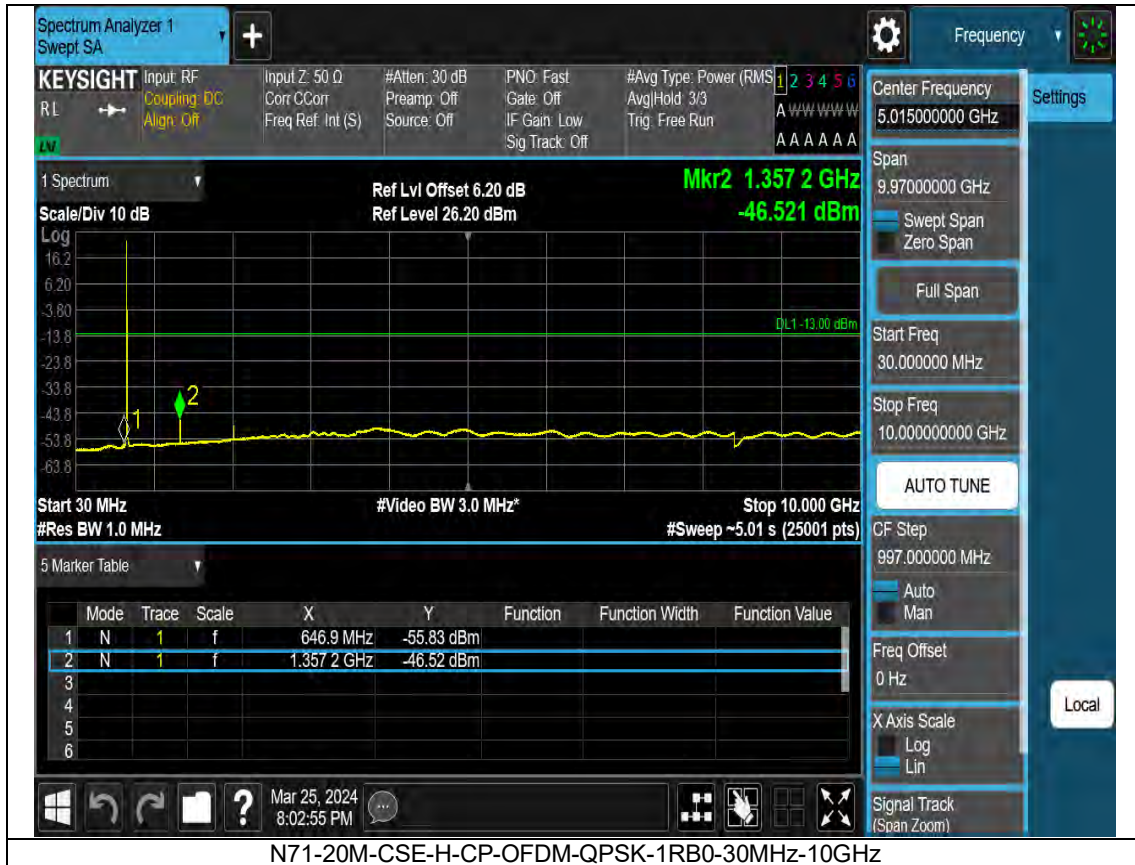 Spectrum Analyzer 1
Swept SA
Frequency
KEYSIGHT
RL
Input: RF
Coupling: DC
Align: Off
Input Z: 50 Ω
Corr CCorr
Freq Ref: Int (S)
#Atten: 30 dB
Preamp: Off
Source: Off
PNO: Fast
Gate: Off
IF Gain: Low
Sig Track: Off
#Avg Type: Power (RMS
Avg|Hold: 3/3
Trig: Free Run
1 2 3 4 5 6
A W W W W W
A A A A A A
LXI
1 Spectrum
Scale/Div 10 dB
Ref Lvl Offset 6.20 dB
Ref Level 26.20 dBm
Mkr2 1.357 2 GHz
-46.521 dBm
Log
16.2
6.20
-3.80
-13.8
-23.8
-33.8
-43.8
-53.8
-63.8
DL1 -13.00 dBm
1
2
Start 30 MHz
#Res BW 1.0 MHz
#Video BW 3.0 MHz*
Stop 10.000 GHz
#Sweep ~5.01 s (25001 pts)
5 Marker Table
Mode Trace Scale X Y Function Function Width Function Value
1 N 1 f 646.9 MHz -55.83 dBm
2 N 1 f 1.357 2 GHz -46.52 dBm
3
4
5
6
Mar 25, 2024
8:02:55 PM
?
Center Frequency
5.015000000 GHz
Settings
Span
9.97000000 GHz
Swept Span
Zero Span
Full Span
Start Freq
30.000000 MHz
Stop Freq
10.000000000 GHz
AUTO TUNE
CF Step
997.000000 MHz
Auto
Man
Freq Offset
0 Hz
Local
X Axis Scale
Log
Lin
Signal Track
(Span Zoom)
N71-20M-CSE-H-CP-OFDM-QPSK-1RB0-30MHz-10GHz